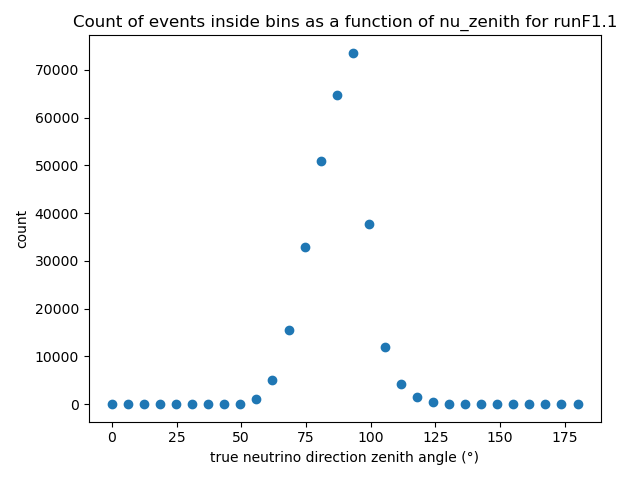 Count of events inside bins as a function of nu_zenith for runF1.1
70000
60000
50000
40000
30000
20000
10000
0
count
0 25 50 75 100 125 150 175
true neutrino direction zenith angle (°)